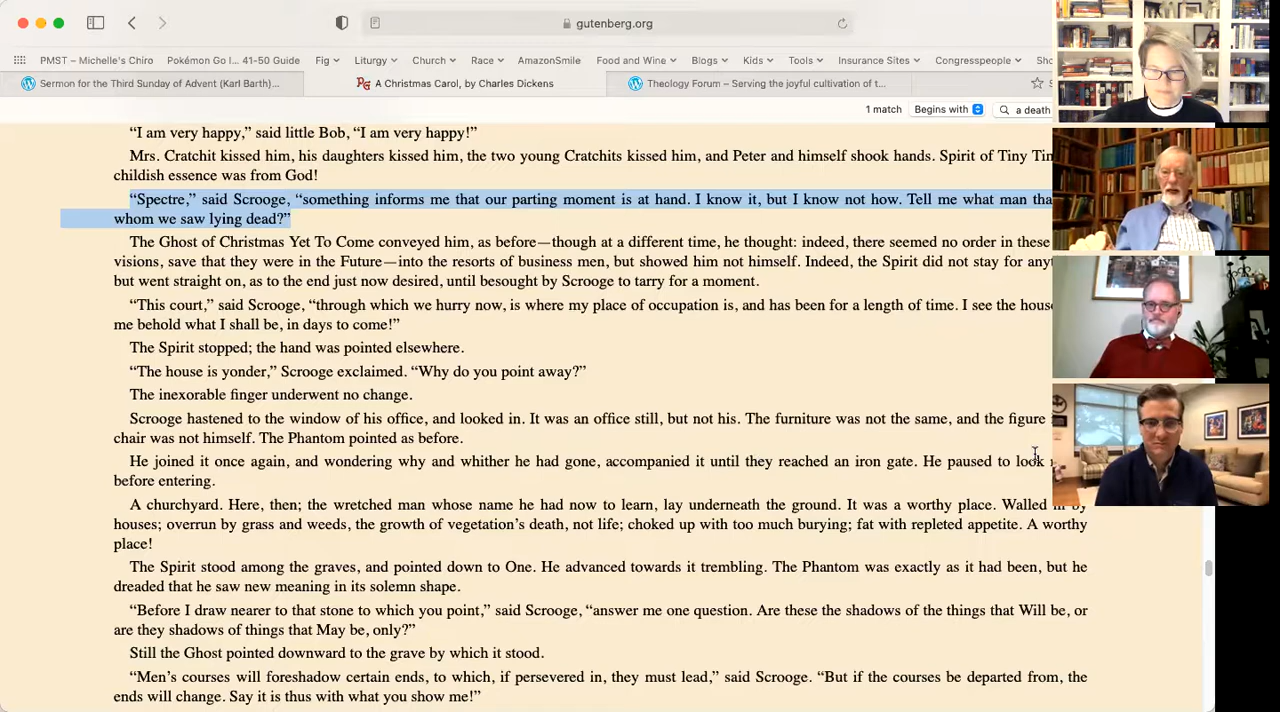 gutenberg.org
PMST – Michelle's Chiro Pokémon Go I... 41-50 Guide Fig Liturgy Church Race AmazonSmile Food and Wine Blogs Kids Tools Insurance Sites Congresspeople Sho
Sermon for the Third Sunday of Advent (Karl Barth)... A Christmas Carol, by Charles Dickens Theology Forum – Serving the joyful cultivation of t...
1 match Begins with a death
“I am very happy,” said little Bob, “I am very happy!”
Mrs. Cratchit kissed him, his daughters kissed him, the two young Cratchits kissed him, and Peter and himself shook hands. Spirit of Tiny Tin
childish essence was from God!
“Spectre,” said Scrooge, “something informs me that our parting moment is at hand. I know it, but I know not how. Tell me what man tha
whom we saw lying dead?”
The Ghost of Christmas Yet To Come conveyed him, as before—though at a different time, he thought: indeed, there seemed no order in these
visions, save that they were in the Future—into the resorts of business men, but showed him not himself. Indeed, the Spirit did not stay for anyt
but went straight on, as to the end just now desired, until besought by Scrooge to tarry for a moment.
“This court,” said Scrooge, “through which we hurry now, is where my place of occupation is, and has been for a length of time. I see the hous
me behold what I shall be, in days to come!”
The Spirit stopped; the hand was pointed elsewhere.
“The house is yonder,” Scrooge exclaimed. “Why do you point away?”
The inexorable finger underwent no change.
Scrooge hastened to the window of his office, and looked in. It was an office still, but not his. The furniture was not the same, and the figure
chair was not himself. The Phantom pointed as before.
He joined it once again, and wondering why and whither he had gone, accompanied it until they reached an iron gate. He paused to look
before entering.
A churchyard. Here, then; the wretched man whose name he had now to learn, lay underneath the ground. It was a worthy place. Walled in by
houses; overrun by grass and weeds, the growth of vegetation’s death, not life; choked up with too much burying; fat with repleted appetite. A worthy
place!
The Spirit stood among the graves, and pointed down to One. He advanced towards it trembling. The Phantom was exactly as it had been, but he
dreaded that he saw new meaning in its solemn shape.
“Before I draw nearer to that stone to which you point,” said Scrooge, “answer me one question. Are these the shadows of the things that Will be, or
are they shadows of things that May be, only?”
Still the Ghost pointed downward to the grave by which it stood.
“Men’s courses will foreshadow certain ends, to which, if persevered in, they must lead,” said Scrooge. “But if the courses be departed from, the
ends will change. Say it is thus with what you show me!”